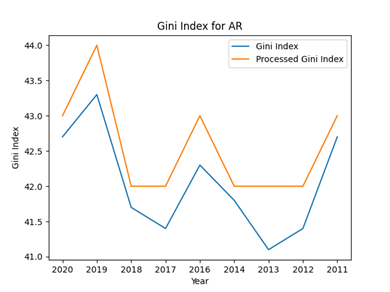 Gini Index for AR
Gini Index
Processed Gini Index
44.0
43.5
43.0
42.5
42.0
41.5
41.0
Gini Index
2020 2019 2018 2017 2016 2014 2013 2012 2011
Year